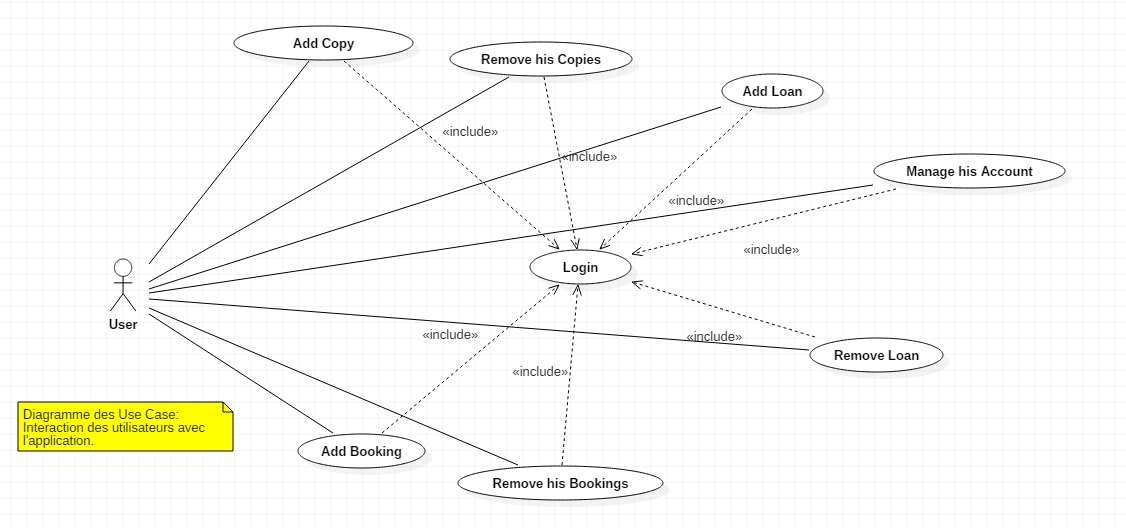 Add Copy
Remove his Copies
Add Loan
«include»
«include»
Manage his Account
«include»
«include»
Login
User
«include»
«include»
Remove Loan
«include»
Diagramme des Use Case:
Interaction des utilisateurs avec
l'application.
Add Booking
Remove his Bookings